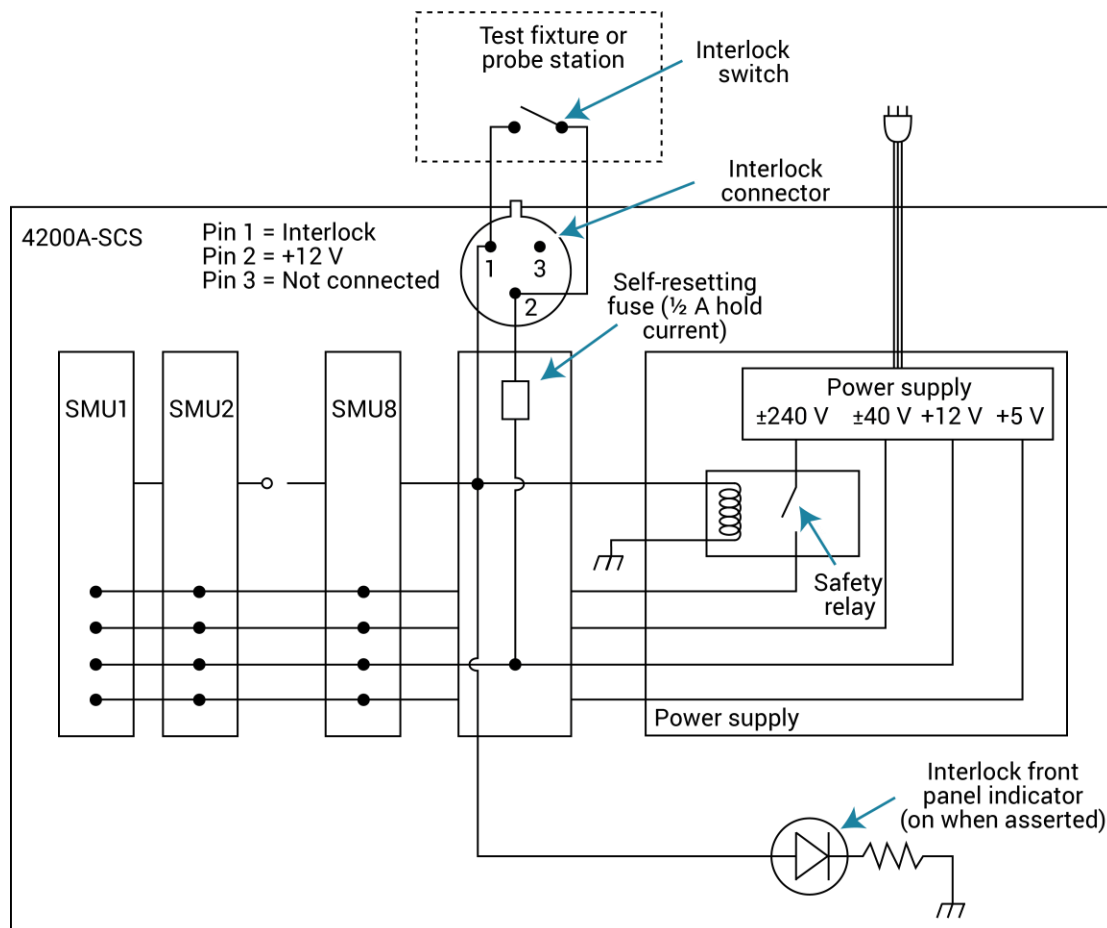 Test fixture or
probe station
Interlock
switch
Interlock
connector
4200A-SCS
Pin 1 = Interlock
Pin 2 = +12 V
Pin 3 = Not connected
1
3
2
Self-resetting
fuse (½ A hold
current)
SMU1
SMU2
SMU8
Power supply
±240 V ±40 V +12 V +5 V
Safety
relay
Power supply
Interlock front
panel indicator
(on when asserted)